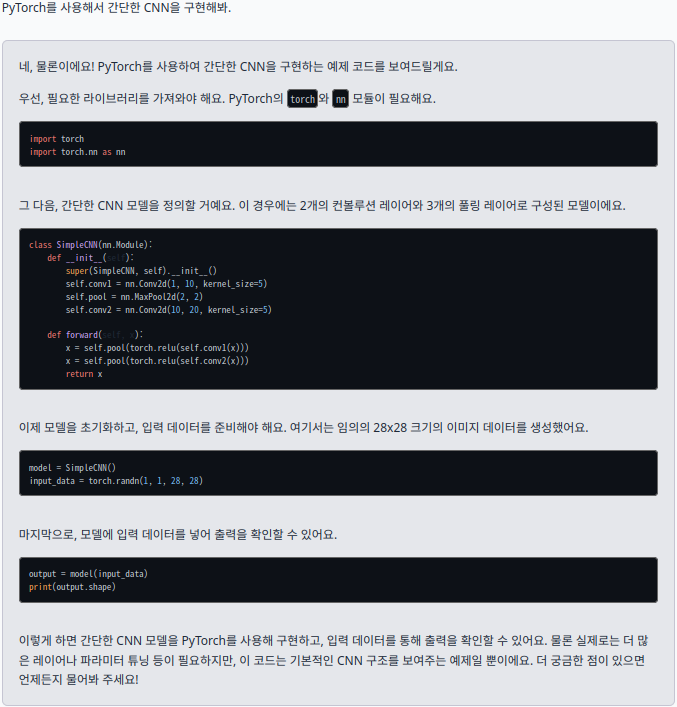 PyTorch를 사용해서 간단한 CNN을 구현해봐.
네, 물론이에요! PyTorch를 사용하여 간단한 CNN을 구현하는 예제 코드를 보여드릴게요.
우선, 필요한 라이브러리를 가져와야 해요. PyTorch의 torch와 nn 모듈이 필요해요.
import torch
import torch.nn as nn
그 다음, 간단한 CNN 모델을 정의할 거예요. 이 경우에는 2개의 컨볼루션 레이어와 3개의 풀링 레이어로 구성된 모델이에요.
class SimpleCNN(nn.Module):
    def __init__(self):
        super(SimpleCNN, self).__init__()
        self.conv1 = nn.Conv2d(1, 10, kernel_size=5)
        self.pool = nn.MaxPool2d(2, 2)
        self.conv2 = nn.Conv2d(10, 20, kernel_size=5)
    def forward(self, x):
        x = self.pool(torch.relu(self.conv1(x)))
        x = self.pool(torch.relu(self.conv2(x)))
        return x
이제 모델을 초기화하고, 입력 데이터를 준비해야 해요. 여기서는 임의의 28x28 크기의 이미지 데이터를 생성했어요.
model = SimpleCNN()
input_data = torch.randn(1, 1, 28, 28)
마지막으로, 모델에 입력 데이터를 넣어 출력을 확인할 수 있어요.
output = model(input_data)
print(output.shape)
이렇게 하면 간단한 CNN 모델을 PyTorch를 사용해 구현하고, 입력 데이터를 통해 출력을 확인할 수 있어요. 물론 실제로는 더 많
은 레이어나 파라미터 튜닝 등이 필요하지만, 이 코드는 기본적인 CNN 구조를 보여주는 예제일 뿐이에요. 더 궁금한 점이 있으면
언제든지 물어봐 주세요!